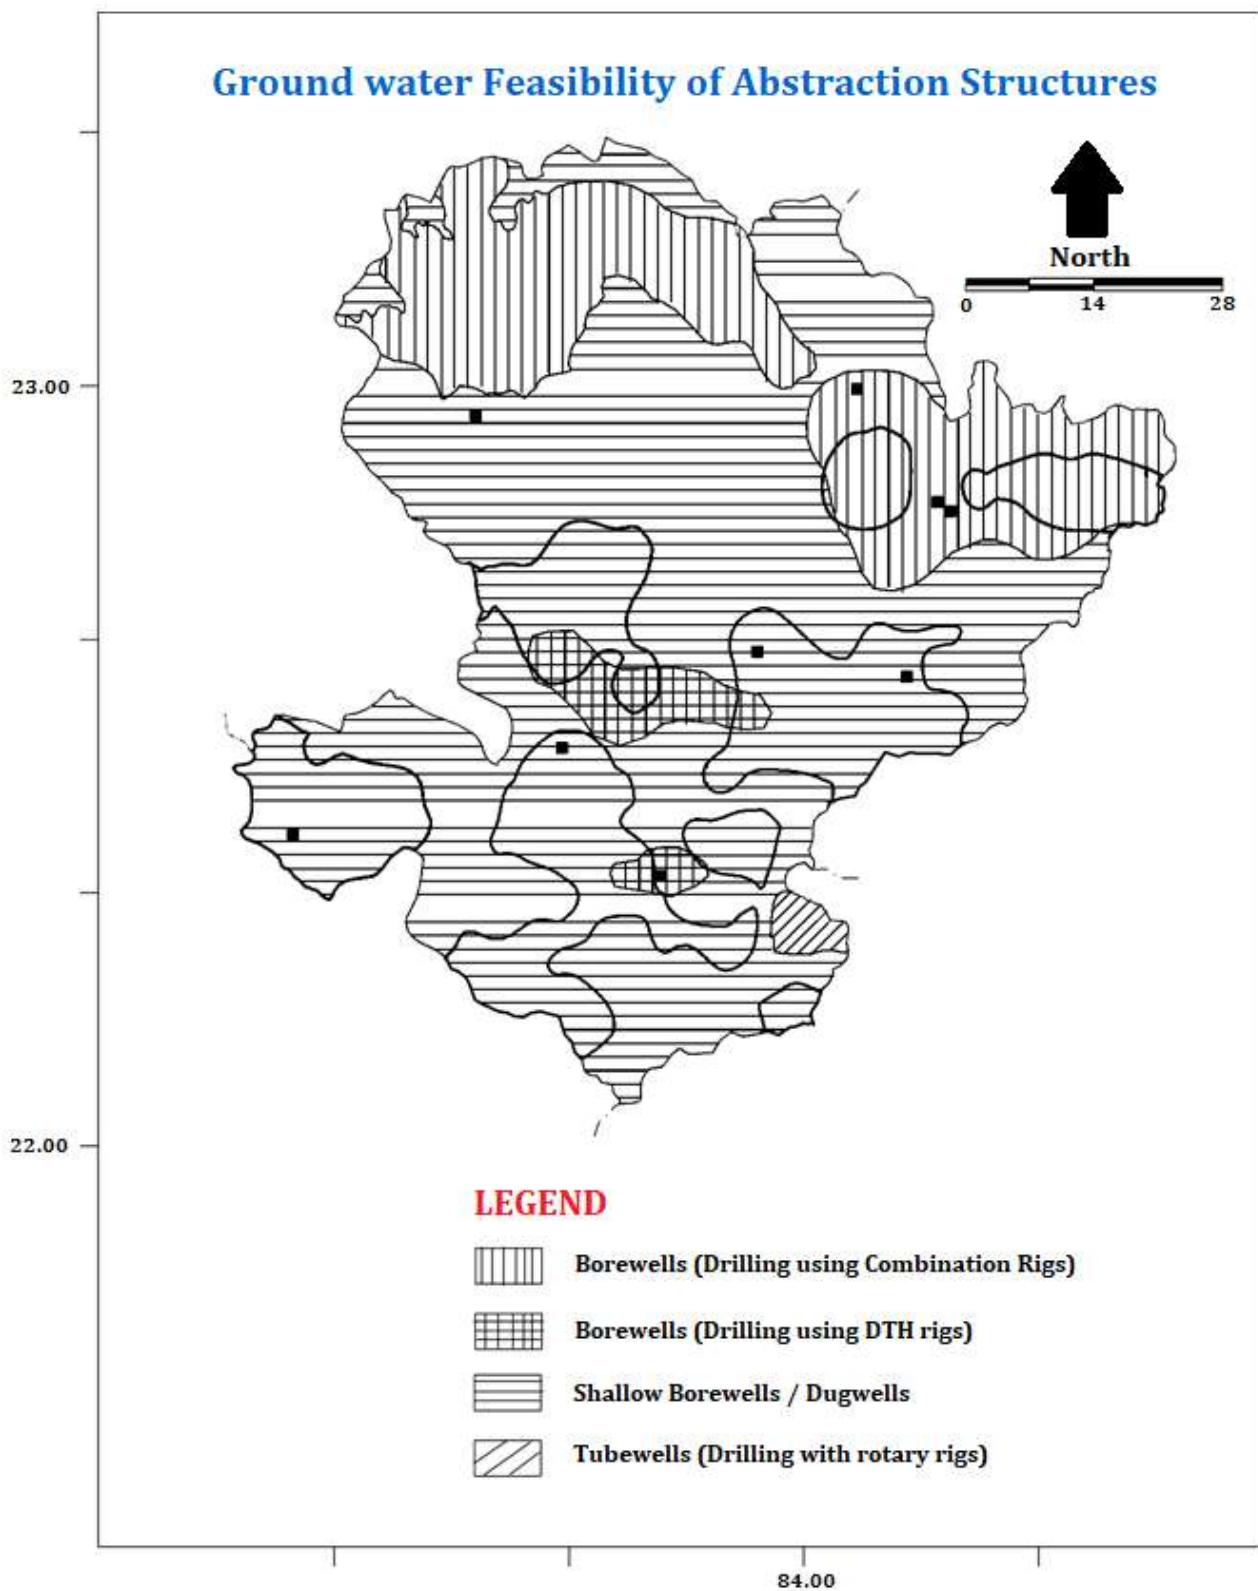 Ground water Feasibility of Abstraction Structures
North
0 14 28
23.00
22.00
LEGEND
Borewells (Drilling using Combination Rigs)
Borewells (Drilling using DTH rigs)
Shallow Borewells / Dugwells
Tubewells (Drilling with rotary rigs)
84.00